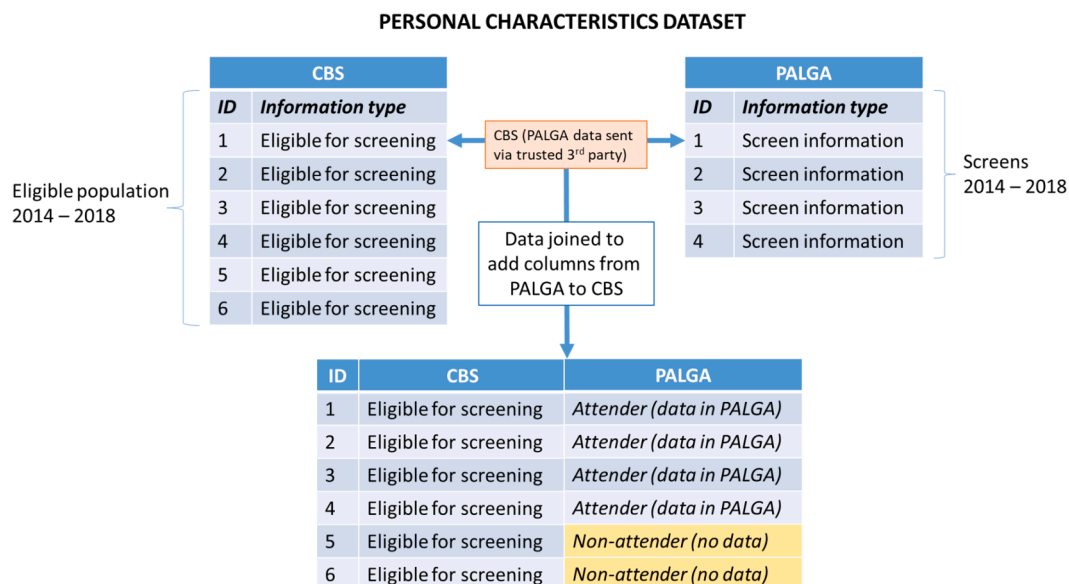 PERSONAL CHARACTERISTICS DATASET
CBS
ID Information type
1 Eligible for screening
2 Eligible for screening
3 Eligible for screening
4 Eligible for screening
5 Eligible for screening
6 Eligible for screening
Eligible population
2014 – 2018
CBS (PALGA data sent
via trusted 3rd party)
Data joined to
add columns from
PALGA to CBS
PALGA
ID Information type
1 Screen information
2 Screen information
3 Screen information
4 Screen information
Screens
2014 – 2018
ID CBS PALGA
1 Eligible for screening Attender (data in PALGA)
2 Eligible for screening Attender (data in PALGA)
3 Eligible for screening Attender (data in PALGA)
4 Eligible for screening Attender (data in PALGA)
5 Eligible for screening Non-attender (no data)
6 Eligible for screening Non-attender (no data)